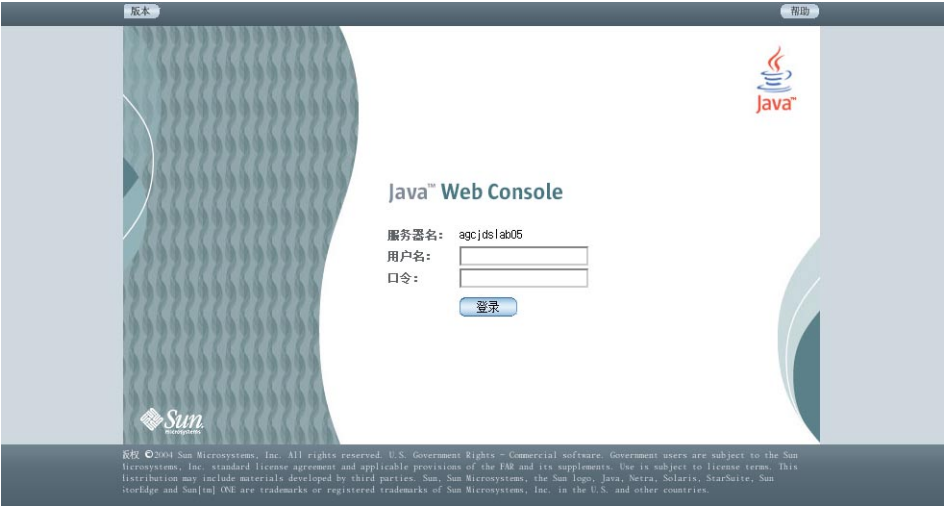 版本
帮助
Java™
Java™ Web Console
服务器名: agcjdslab05
用户名:
口令:
登录
Sun
microsystems
版权 ©2004 Sun Microsystems, Inc. All rights reserved. U.S. Government Rights - Commercial software. Government users are subject to the Sun
Microsystems, Inc. standard license agreement and applicable provisions of the FAR and its supplements. Use is subject to license terms. This
distribution may include materials developed by third parties. Sun, Sun Microsystems, the Sun logo, Java, Netra, Solaris, StarSuite, Sun
StorEdge and Sun[tm] ONE are trademarks or registered trademarks of Sun Microsystems, Inc. in the U.S. and other countries.